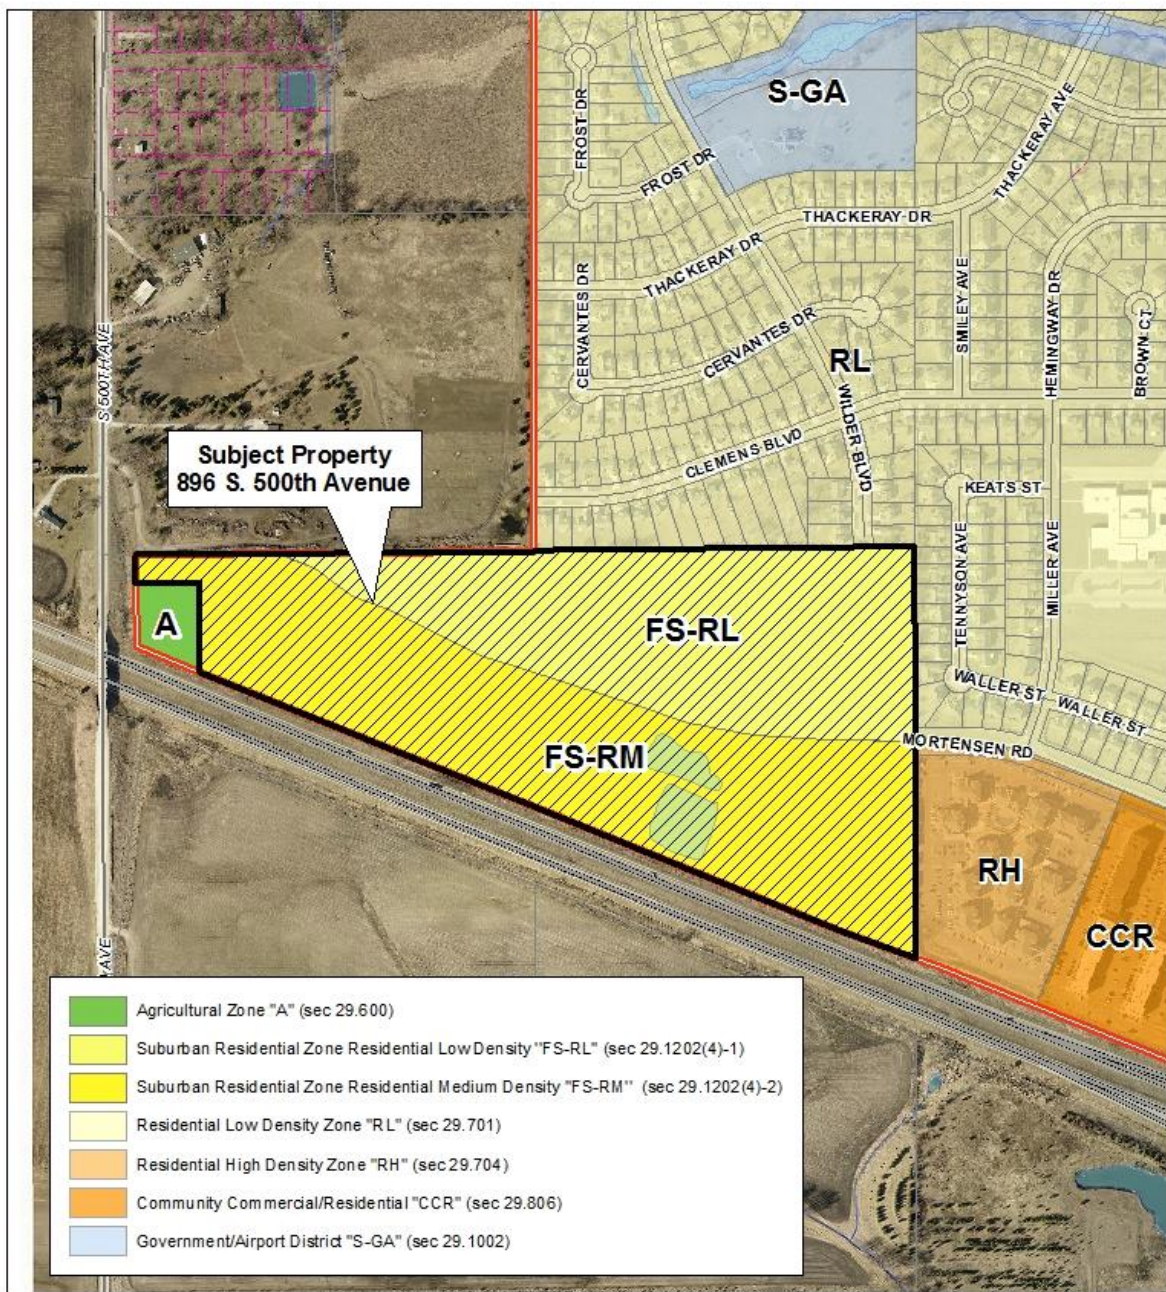 S-GA
THACKERAY AVE
FROST DR
FROST DR
THACKERAY DR
THACKERAY DR
CERVANTES DR
SMILEY AVE
HEMINGWAY DR
BROWN CT
S 500TH AVE
CERVANTES DR
RL
WILDER BLVD
CLEMENS BLVD
Subject Property
896 S. 500th Avenue
KEATS ST
TENNYSON AVE
MILLER AVE
A
FS-RL
WALLER ST
WALLER ST
MORTENSEN RD
FS-RM
RH
CCR
AVE
Agricultural Zone "A" (sec 29.600)
Suburban Residential Zone Residential Low Density "FS-RL" (sec 29.1202(4)-1)
Suburban Residential Zone Residential Medium Density "FS-RM" (sec 29.1202(4)-2)
Residential Low Density Zone "RL" (sec 29.701)
Residential High Density Zone "RH" (sec 29.704)
Community Commercial/Residential "CCR" (sec 29.806)
Government/Airport District "S-GA" (sec 29.1002)